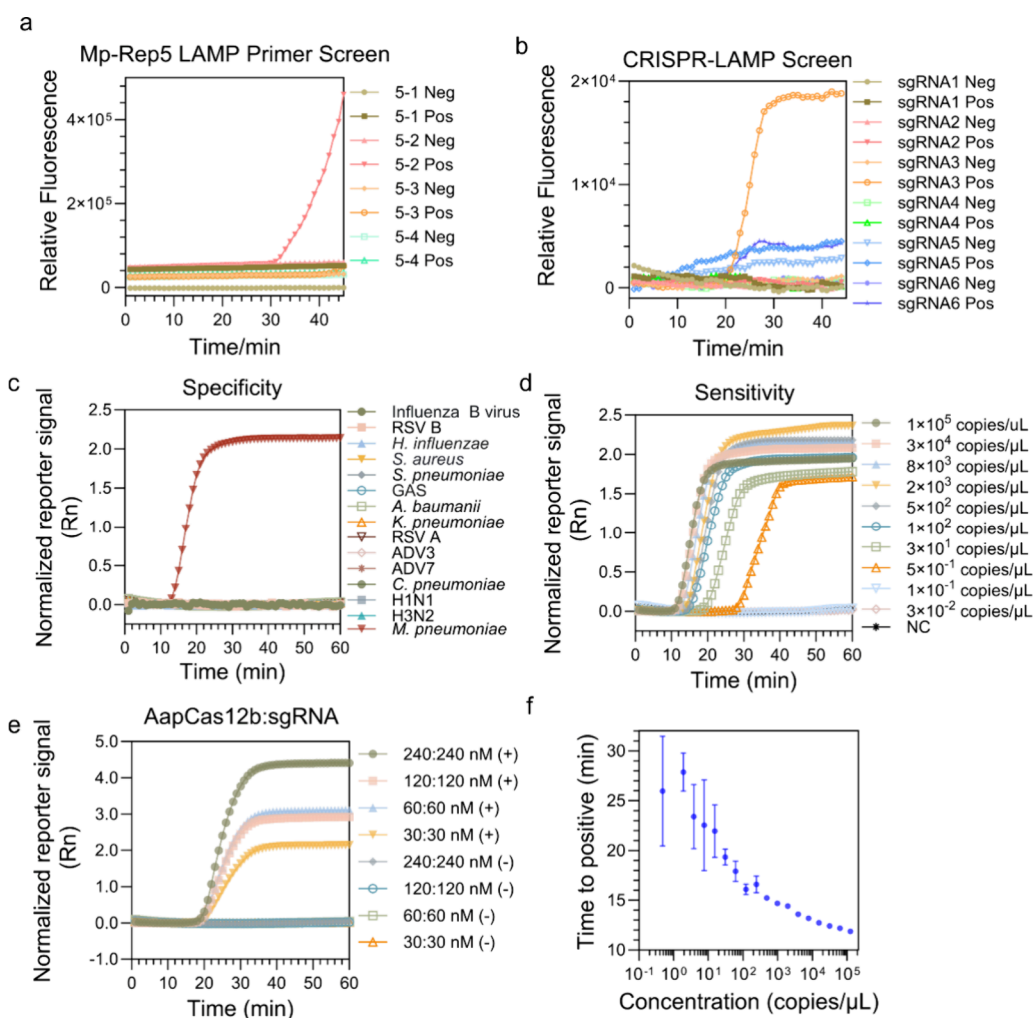 a
Mp-Rep5 LAMP Primer Screen
Relative Fluorescence
4×10⁵
2×10⁵
0
0 10 20 30 40
Time/min
5-1 Neg
5-1 Pos
5-2 Neg
5-2 Pos
5-3 Neg
5-3 Pos
5-4 Neg
5-4 Pos
b
CRISPR-LAMP Screen
Relative Fluorescence
2×10⁴
1×10⁴
0
0 10 20 30 40
Time/min
sgRNA1 Neg
sgRNA1 Pos
sgRNA2 Neg
sgRNA2 Pos
sgRNA3 Neg
sgRNA3 Pos
sgRNA4 Neg
sgRNA4 Pos
sgRNA5 Neg
sgRNA5 Pos
sgRNA6 Neg
sgRNA6 Pos
c
Specificity
Normalized reporter signal
(Rn)
2.5
2.0
1.5
1.0
0.5
0.0
0 10 20 30 40 50 60
Time (min)
Influenza B virus
RSV B
H. influenzae
S. aureus
S. pneumoniae
GAS
A. baumanii
K. pneumoniae
RSV A
ADV3
ADV7
C. pneumoniae
H1N1
H3N2
M. pneumoniae
d
Sensitivity
Normalized reporter signal
(Rn)
2.5
2.0
1.5
1.0
0.5
0.0
0 10 20 30 40 50 60
Time (min)
1×10⁵ copies/uL
3×10⁴ copies/µL
8×10³ copies/µL
2×10³ copies/µL
5×10² copies/µL
1×10² copies/µL
3×10¹ copies/µL
5×10⁻¹ copies/µL
1×10⁻¹ copies/µL
3×10⁻² copies/µL
NC
e
AapCas12b:sgRNA
Normalized reporter signal
(Rn)
5.0
4.0
3.0
2.0
1.0
0.0
-1.0
0 10 20 30 40 50 60
Time (min)
240:240 nM (+)
120:120 nM (+)
60:60 nM (+)
30:30 nM (+)
240:240 nM (-)
120:120 nM (-)
60:60 nM (-)
30:30 nM (-)
f
Time to positive (min)
30
25
20
15
10
10⁻¹ 10⁰ 10¹ 10² 10³ 10⁴ 10⁵
Concentration (copies/µL)